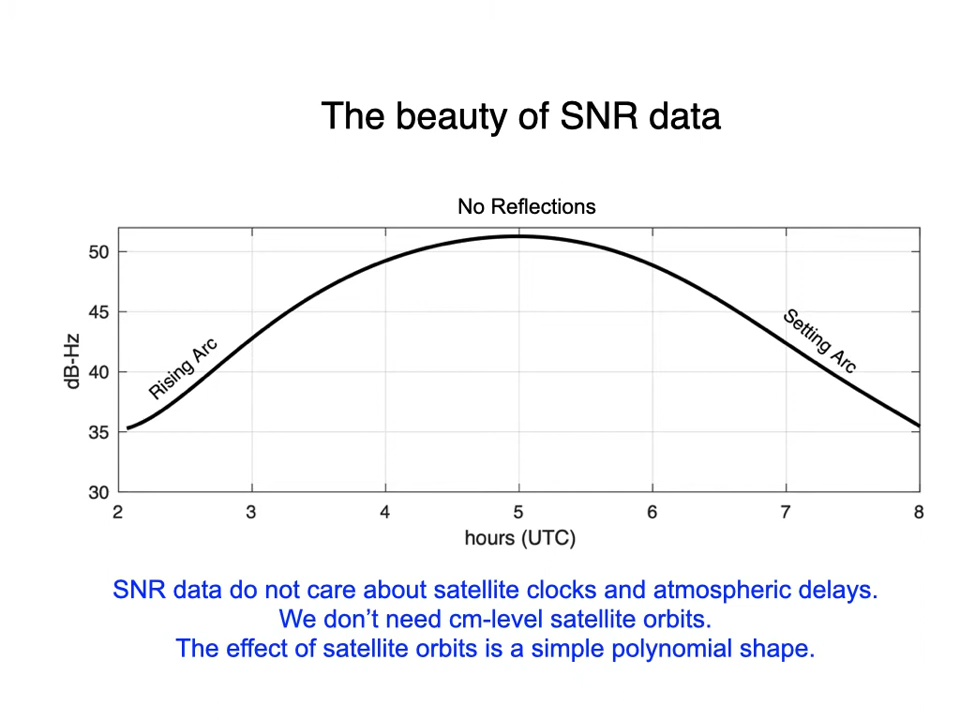 The beauty of SNR data
No Reflections
50
45
40
35
30
dB-Hz
Rising Arc
Setting Arc
2 3 4 5 6 7 8
hours (UTC)
SNR data do not care about satellite clocks and atmospheric delays.
We don’t need cm-level satellite orbits.
The effect of satellite orbits is a simple polynomial shape.